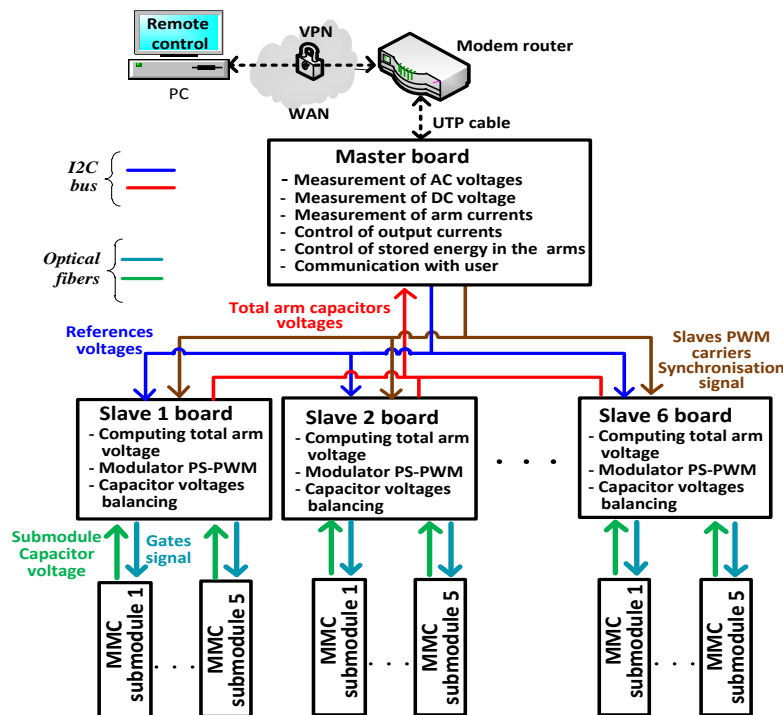 Remote
control
PC
VPN
WAN
Modem router
UTP cable
I2C
bus
Optical
fibers
Master board
- Measurement of AC voltages
- Measurement of DC voltage
- Measurement of arm currents
- Control of output currents
- Control of stored energy in the arms
- Communication with user
Total arm capacitors
voltages
References
voltages
Slaves PWM
carriers
Synchronisation
signal
Slave 1 board
- Computing total arm
voltage
- Modulator PS-PWM
- Capacitor voltages
balancing
Slave 2 board
- Computing total arm
voltage
- Modulator PS-PWM
- Capacitor voltages
balancing
. . .
Slave 6 board
- Computing total arm
voltage
- Modulator PS-PWM
- Capacitor voltages
balancing
Submodule
Capacitor
voltage
Gates
signal
MMC
submodule 1
. . . .
MMC
submodule 5
MMC
submodule 1
. . . .
MMC
submodule 5
MMC
submodule 1
. . . .
MMC
submodule 5